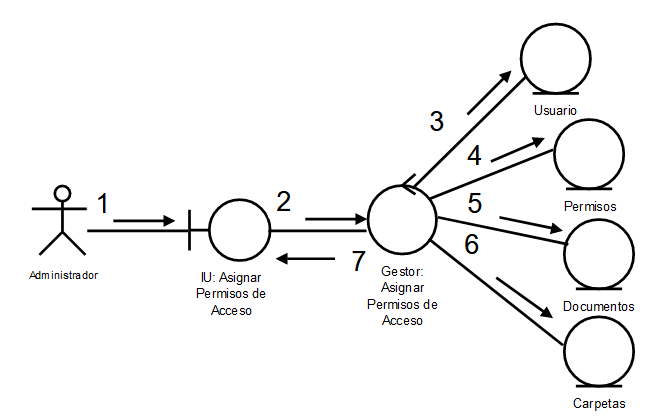 1
2
3
4
5
6
7
Administrador
IU: Asignar
Permisos de
Acceso
Gestor:
Asignar
Permisos de
Acceso
Usuario
Permisos
Documentos
Carpetas